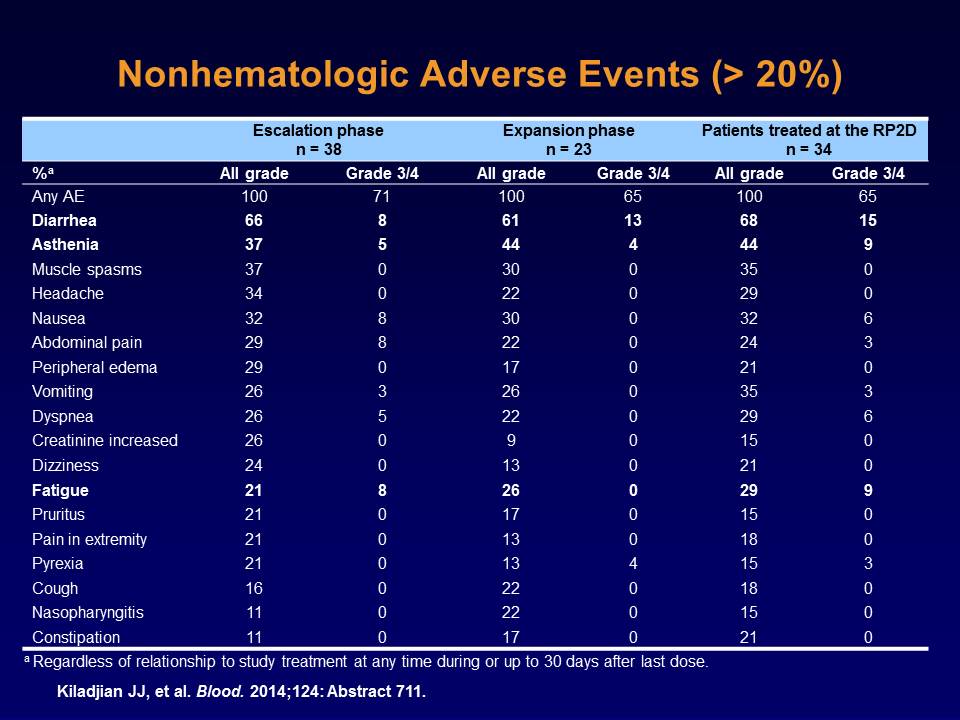 Nonhematologic Adverse Events (> 20%)
Escalation phase Expansion phase Patients treated at the RP2D
n = 38 n = 23 n = 34
%a All grade Grade 3/4 All grade Grade 3/4 All grade Grade 3/4
Any AE 100 71 100 65 100 65
Diarrhea 66 8 61 13 68 15
Asthenia 37 5 44 4 44 9
Muscle spasms 37 0 30 0 35 0
Headache 34 0 22 0 29 0
Nausea 32 8 30 0 32 6
Abdominal pain 29 8 22 0 24 3
Peripheral edema 29 0 17 0 21 0
Vomiting 26 3 26 0 35 3
Dyspnea 26 5 22 0 29 6
Creatinine increased 26 0 9 0 15 0
Dizziness 24 0 13 0 21 0
Fatigue 21 8 26 0 29 9
Pruritus 21 0 17 0 15 0
Pain in extremity 21 0 13 0 18 0
Pyrexia 21 0 13 4 15 3
Cough 16 0 22 0 18 0
Nasopharyngitis 11 0 22 0 15 0
Constipation 11 0 17 0 21 0
a Regardless of relationship to study treatment at any time during or up to 30 days after last dose.
Kiladjian JJ, et al. Blood. 2014;124: Abstract 711.